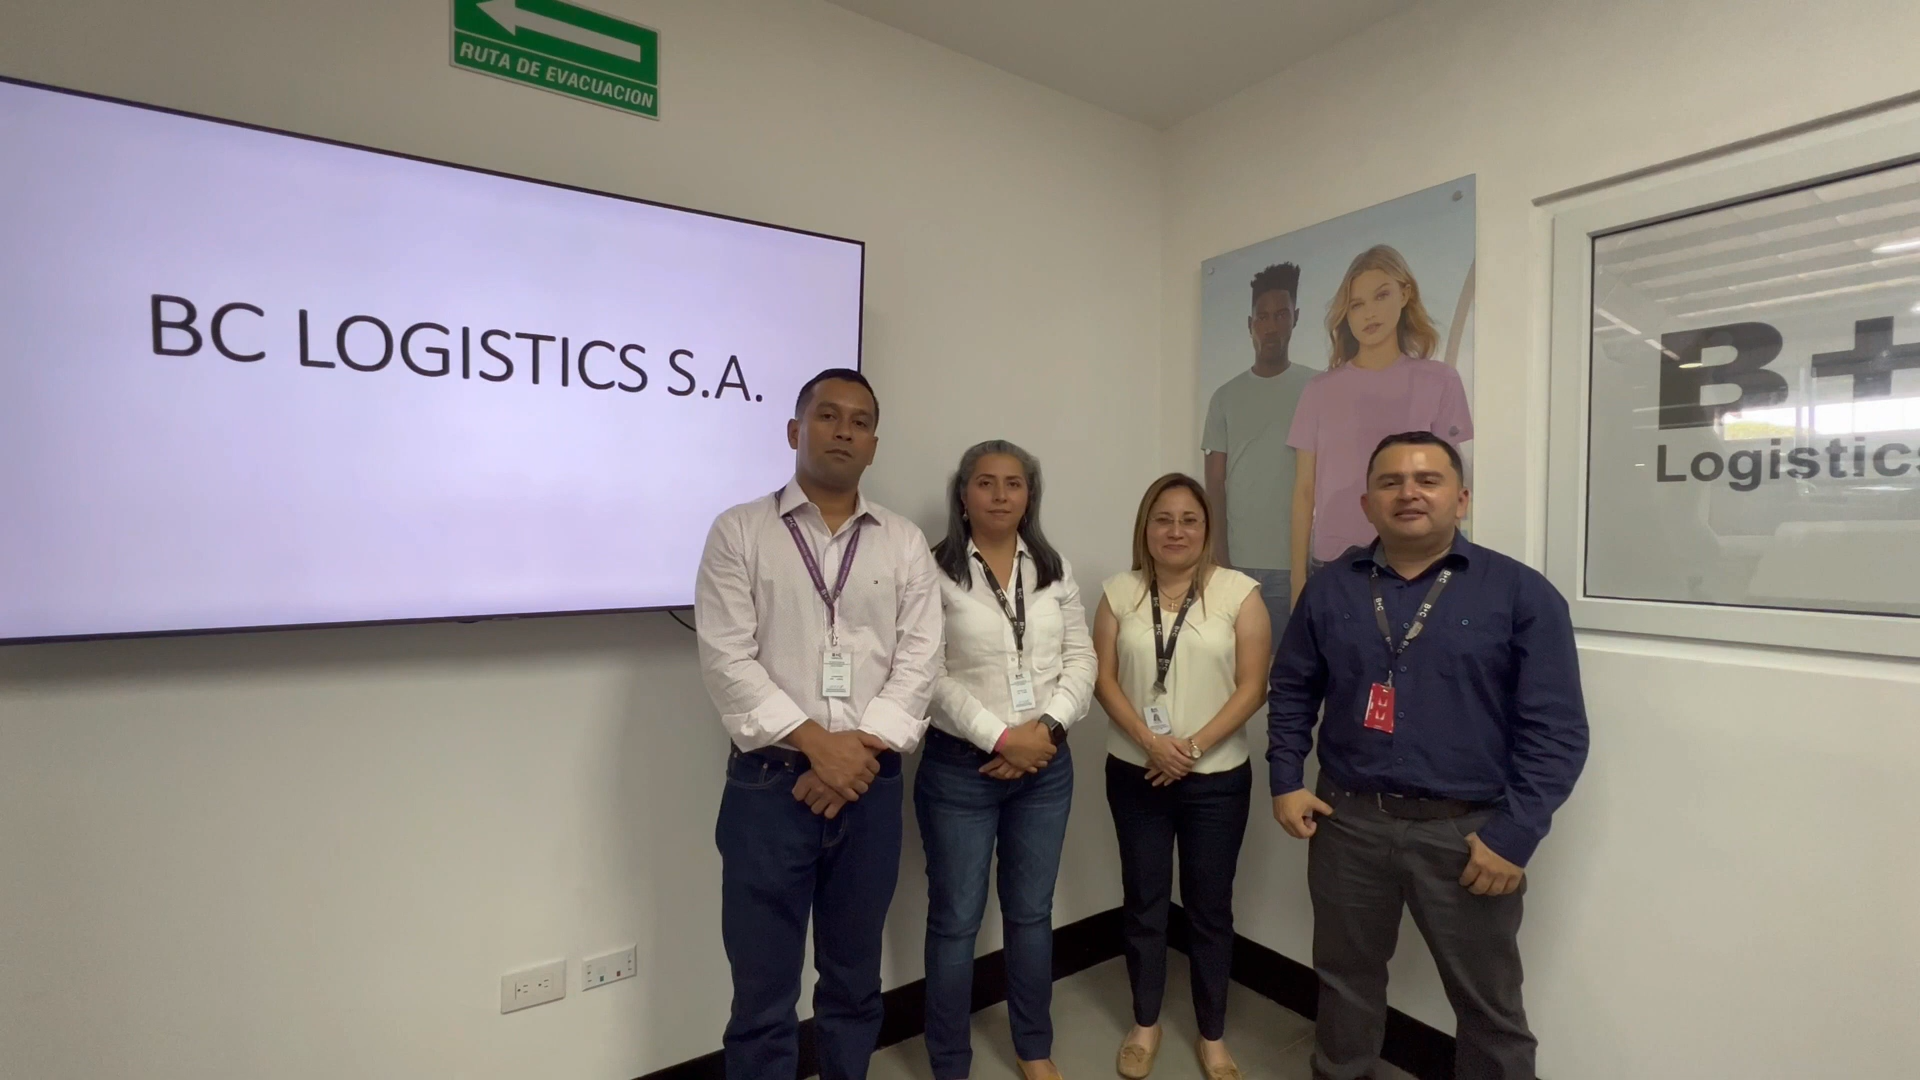 RUTA DE EVACUACION
BC LOGISTICS S.A.
B+
Logistics
B+C
B+C
B+C
B+C